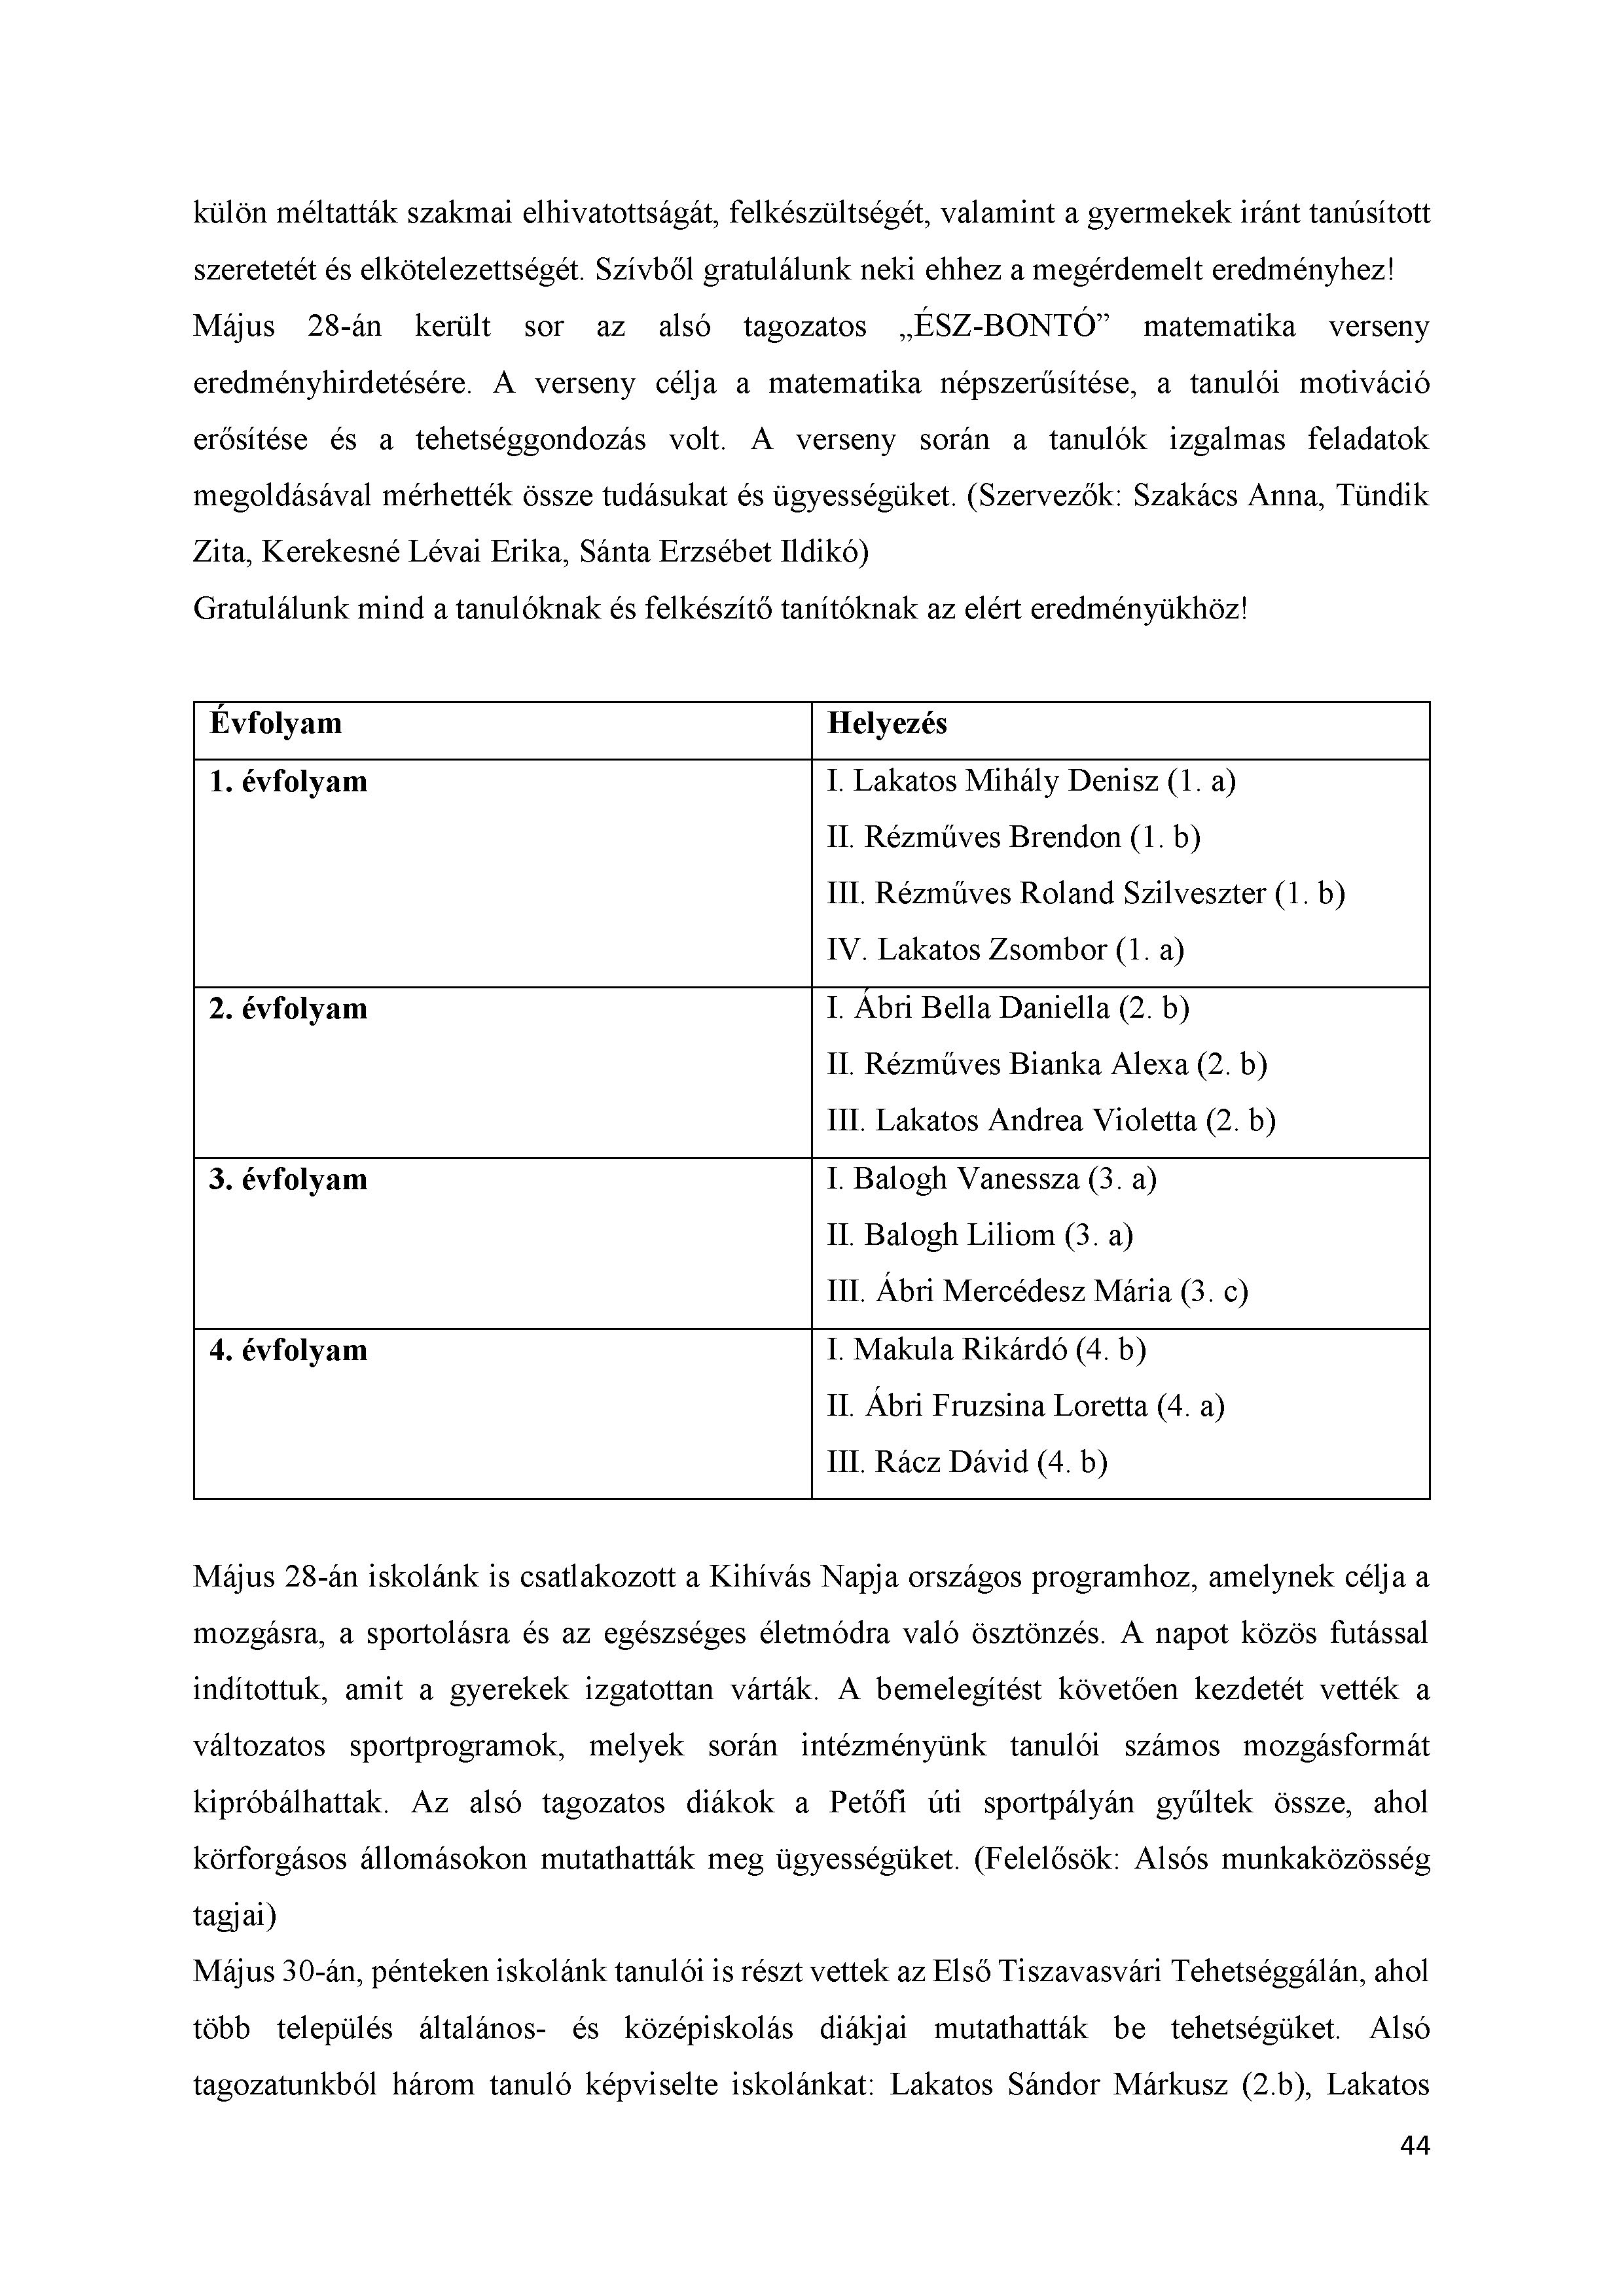 külön méltatták szakmai elhivatottságát, felkészültségét, valamint a gyermekek iránt tanúsított
szeretetét és elkötelezettségét. Szívből gratulálunk neki ehhez a megérdemelt eredményhez!
Május 28-án került sor az alsó tagozatos „ÉSZ-BONTÓ” matematika verseny
eredményhirdetésére. A verseny célja a matematika népszerűsítése, a tanulói motiváció
erősítése és a tehetséggondozás volt. A verseny során a tanulók izgalmas feladatok
megoldásával mérhették össze tudásukat és ügyességüket. (Szervezők: Szakács Anna, Tündik
Zita, Kerekesné Lévai Erika, Sánta Erzsébet Ildikó)
Gratulálunk mind a tanulóknak és felkészítő tanítóknak az elért eredményükhöz!
Évfolyam Helyezés
1. évfolyam I. Lakatos Mihály Denisz (1. a)
II. Rézműves Brendon (1. b)
III. Rézműves Roland Szilveszter (1. b)
IV. Lakatos Zsombor (1. a)
2. évfolyam I. Ábri Bella Daniella (2. b)
II. Rézműves Bianka Alexa (2. b)
III. Lakatos Andrea Violetta (2. b)
3. évfolyam I. Balogh Vanessza (3. a)
II. Balogh Liliom (3. a)
III. Ábri Mercédesz Mária (3. c)
4. évfolyam I. Makula Rikárdó (4. b)
II. Ábri Fruzsina Loretta (4. a)
III. Rácz Dávid (4. b)
Május 28-án iskolánk is csatlakozott a Kihívás Napja országos programhoz, amelynek célja a
mozgásra, a sportolásra és az egészséges életmódra való ösztönzés. A napot közös futással
indítottuk, amit a gyerekek izgatottan várták. A bemelegítést követően kezdetét vették a
változatos sportprogramok, melyek során intézményünk tanulói számos mozgásformát
kipróbálhattak. Az alsó tagozatos diákok a Petőfi úti sportpályán gyűltek össze, ahol
körforgásos állomásokon mutathatták meg ügyességüket. (Felelősök: Alsós munkaközösség
tagjai)
Május 30-án, pénteken iskolánk tanulói is részt vettek az Első Tiszavasvári Tehetséggálán, ahol
több település általános- és középiskolás diákjai mutathatták be tehetségüket. Alsó
tagozatunkból három tanuló képviselte iskolánkat: Lakatos Sándor Márkusz (2.b), Lakatos
44